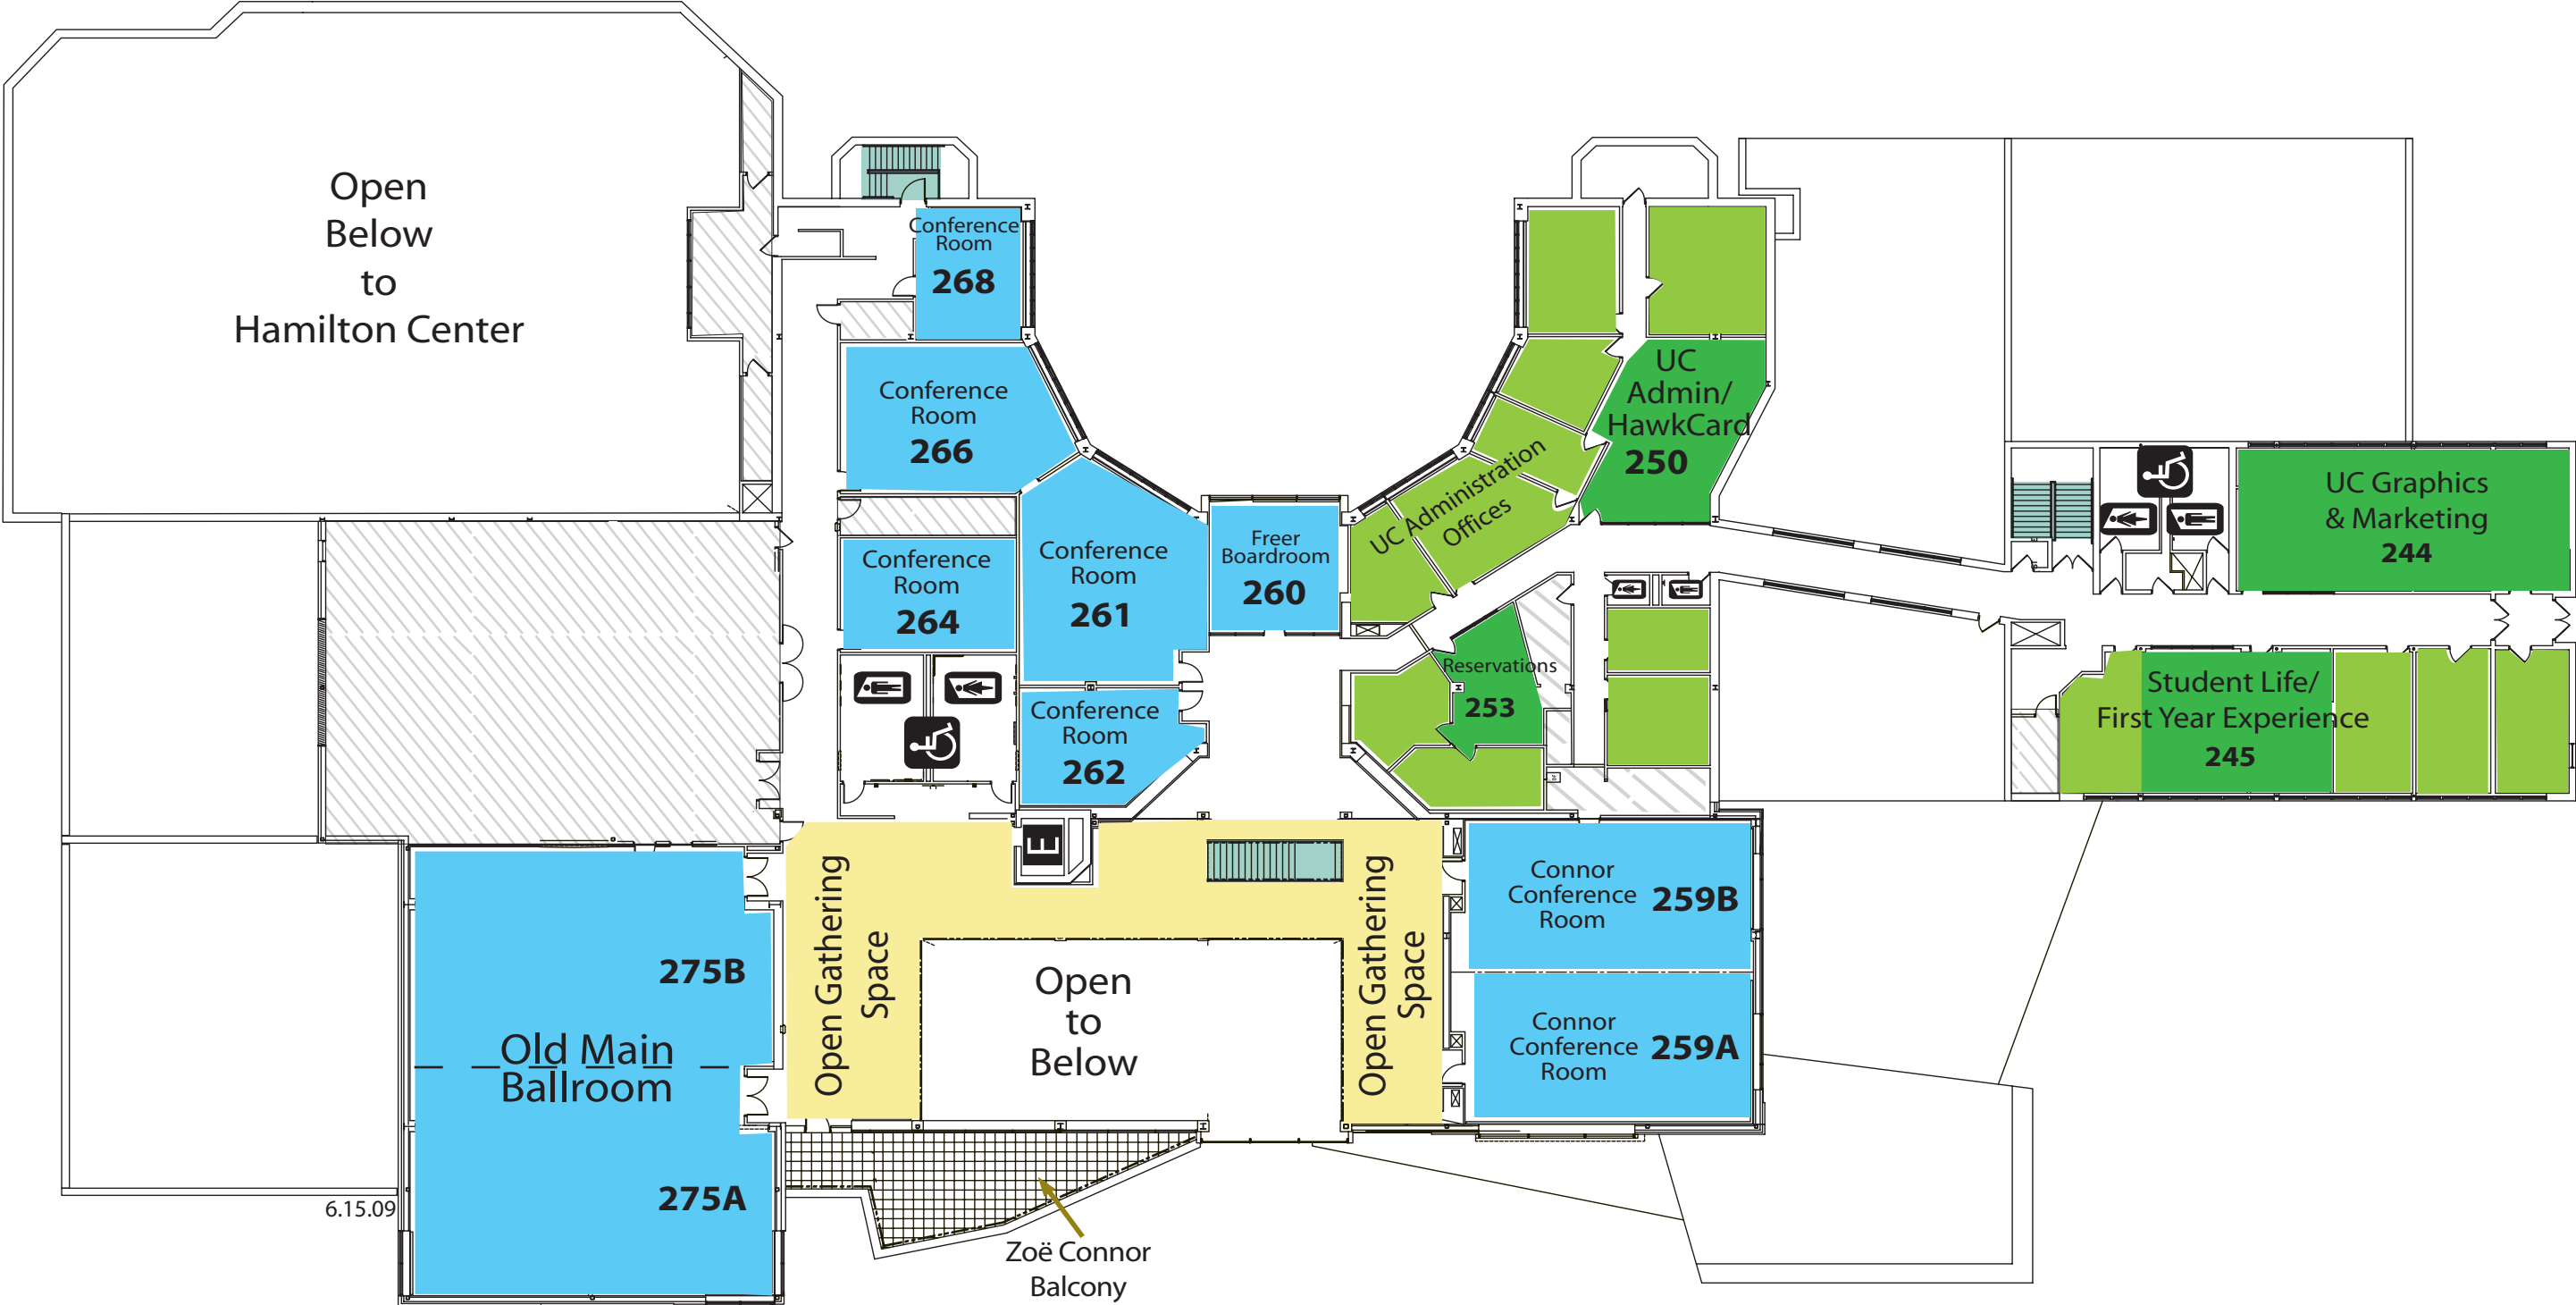 Open
Below
to
Hamilton Center
Conference
Room
268
Conference
Room
266
Conference
Room
264
Conference
Room
261
Conference
Room
262
Freer
Boardroom
260
UC Administration
Offices
UC
Admin/
HawkCard
250
Reservations
253
UC Graphics
& Marketing
244
Student Life/
First Year Experience
245
E
Open Gathering
Space
Open
to
Below
Open Gathering
Space
Connor
Conference
Room
259B
Connor
Conference
Room
259A
275B
Old Main
Ballroom
275A
6.15.09
Zoë Connor
Balcony